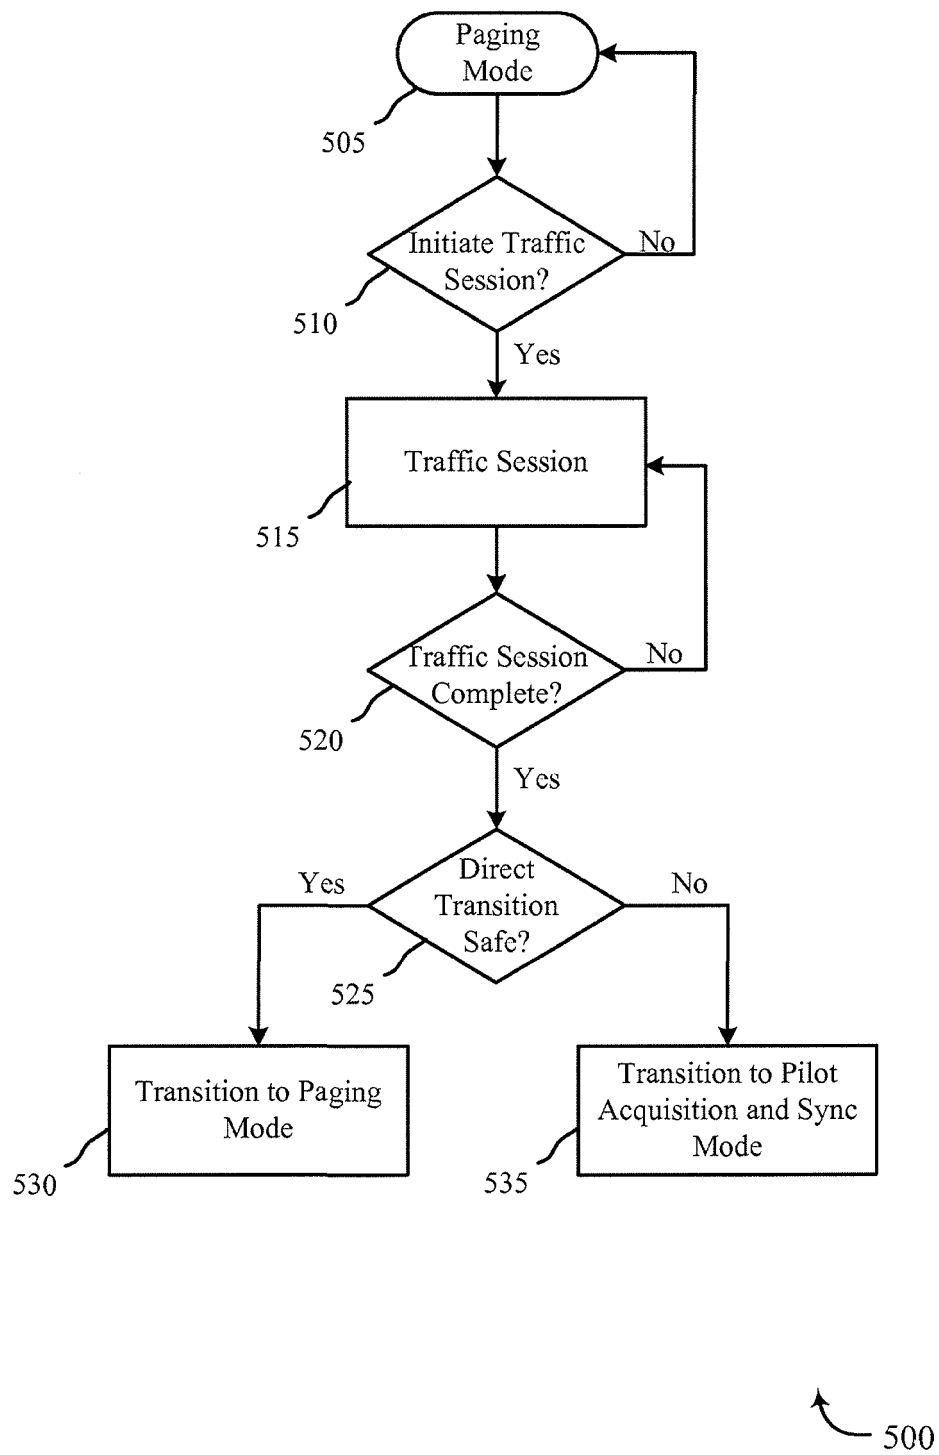 Paging
Mode
505
Initiate Traffic
Session?
No
510
Yes
Traffic Session
515
Traffic Session
Complete?
No
520
Yes
Direct
Transition
Safe?
Yes
No
525
Transition to Paging
Mode
530
Transition to Pilot
Acquisition and Sync
Mode
535
500